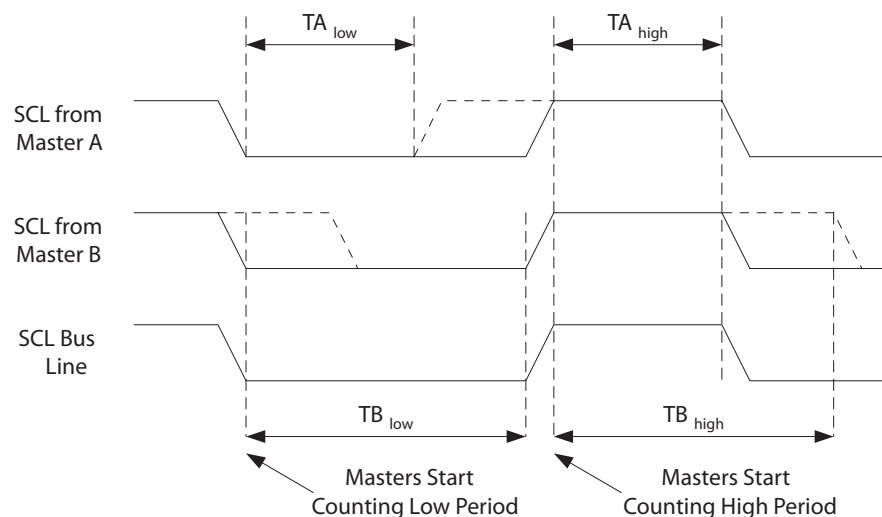 TA low
TA high
SCL from
Master A
SCL from
Master B
SCL Bus
Line
TB low
TB high
Masters Start
Counting Low Period
Masters Start
Counting High Period